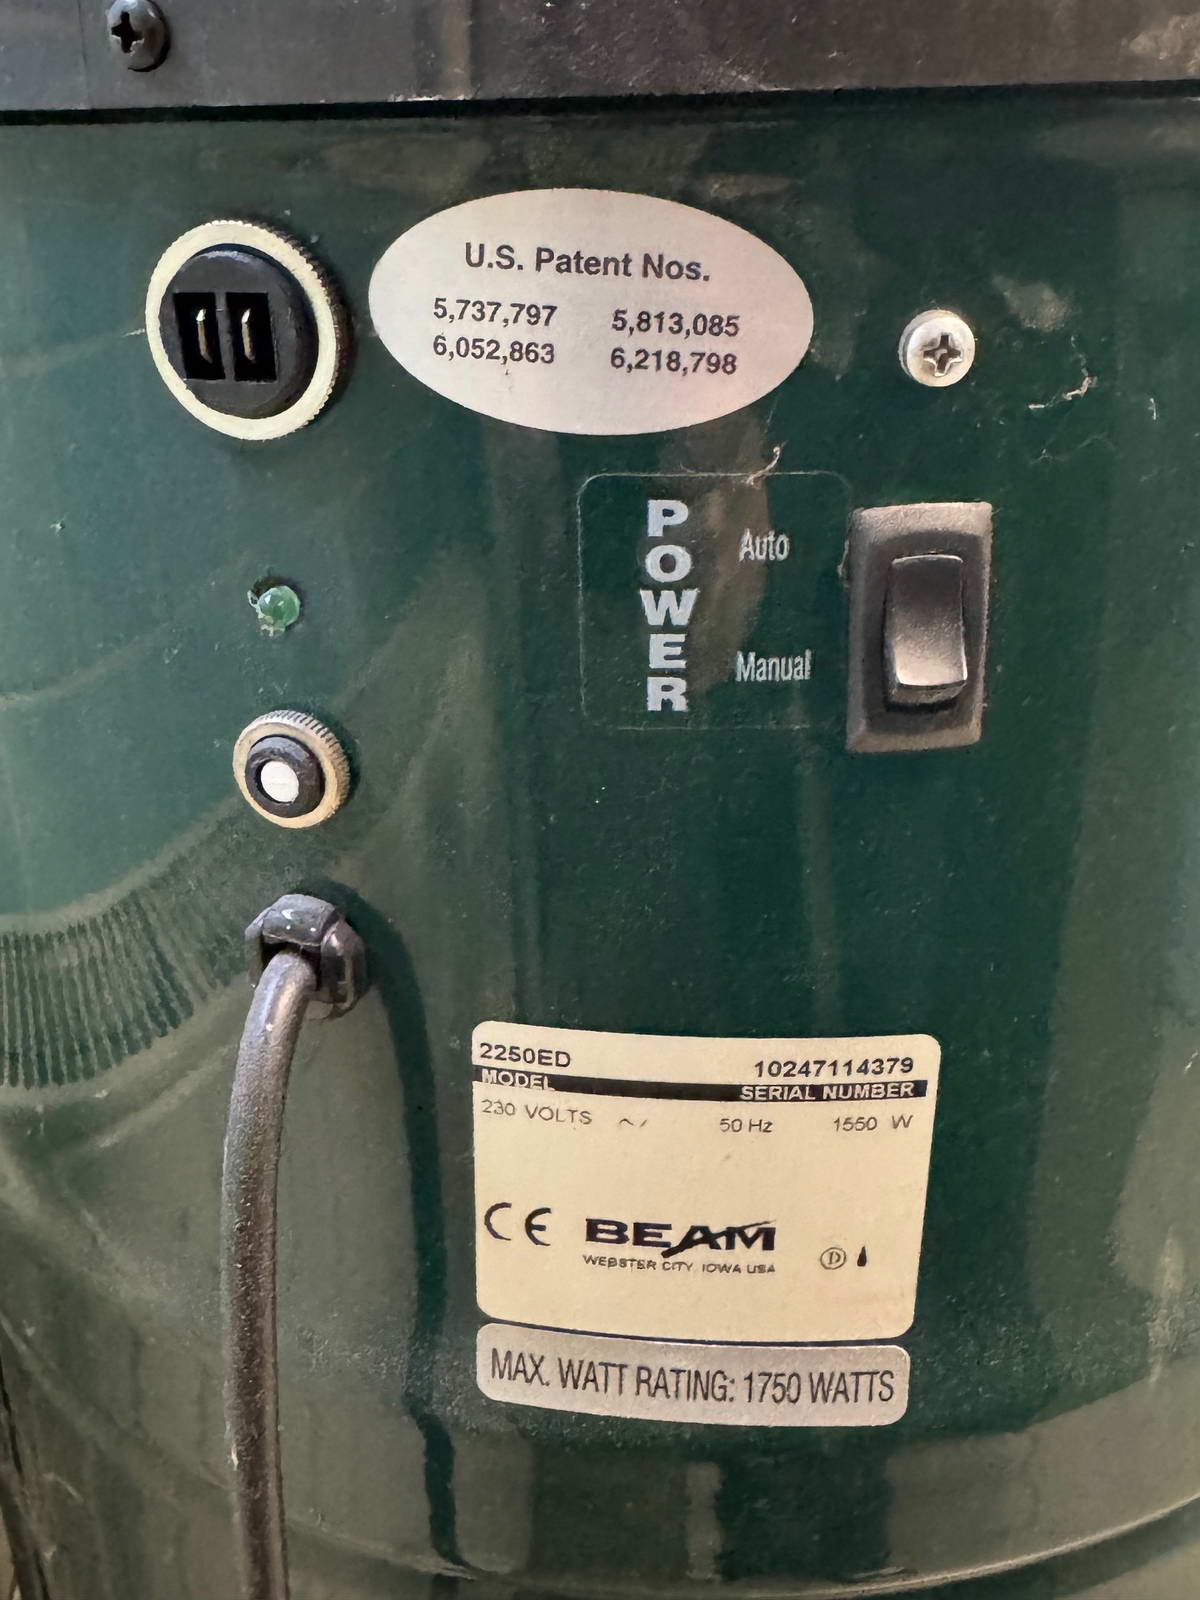 U.S. Patent Nos.
5,737,797 5,813,085
6,052,863 6,218,798
POWER
Auto
Manual
2250ED 10247114379
MODEL SERIAL NUMBER
230 VOLTS ~ 50 Hz 1550 W
CE BEAM
WEBSTER CITY, IOWA USA
D
MAX. WATT RATING: 1750 WATTS